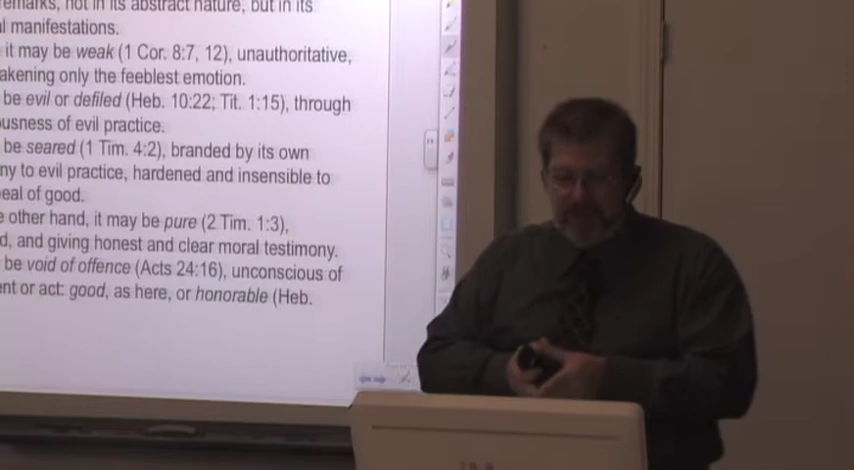 emarks, not in its abstract nature, but in its
l manifestations.
it may be weak (1 Cor. 8:7, 12), unauthoritative,
akening only the feeblest emotion.
be evil or defiled (Heb. 10:22; Tit. 1:15), through
usness of evil practice.
be seared (1 Tim. 4:2), branded by its own
ny to evil practice, hardened and insensible to
eal of good.
e other hand, it may be pure (2 Tim. 1:3),
d, and giving honest and clear moral testimony.
be void of offence (Acts 24:16), unconscious of
ent or act: good, as here, or honorable (Heb.